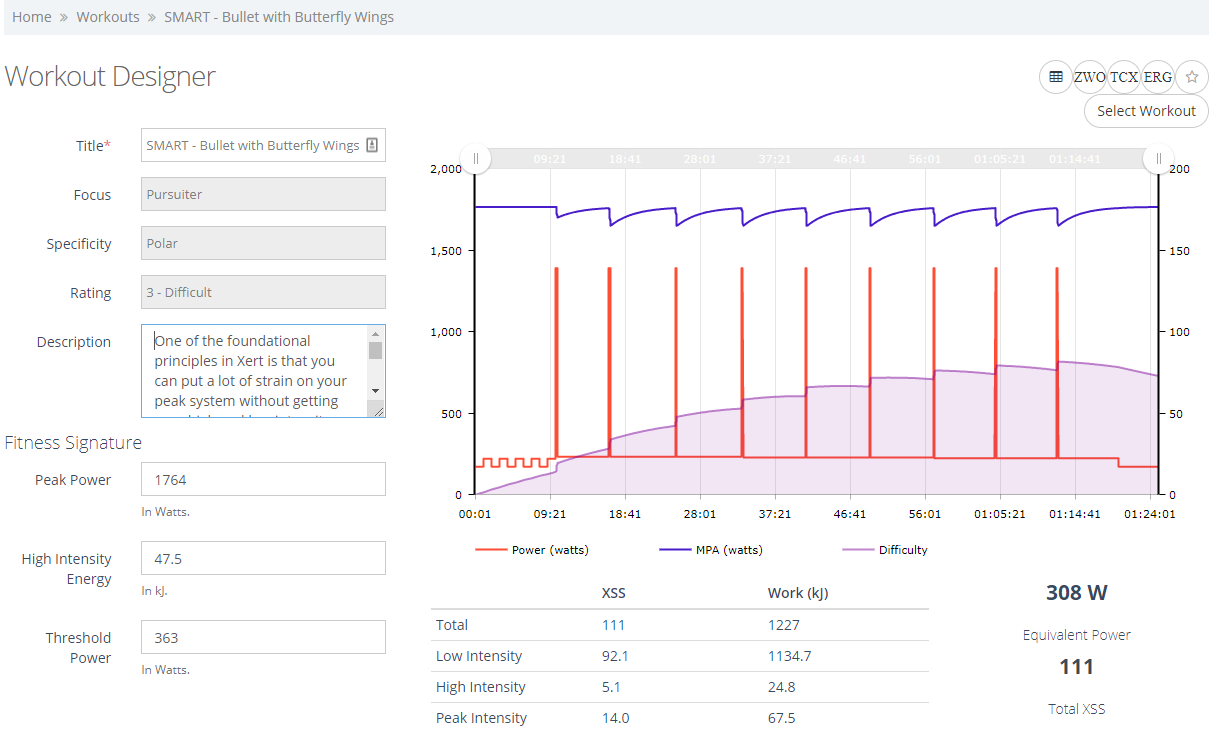 Home » Workouts » SMART - Bullet with Butterfly Wings
Workout Designer
ZWO TCX ERG
Select Workout
Title* SMART - Bullet with Butterfly Wings
Focus Pursuiter
Specificity Polar
Rating 3 - Difficult
Description One of the foundational
principles in Xert is that you
can put a lot of strain on your
peak system without getting
Fitness Signature
Peak Power 1764
In Watts.
High Intensity
Energy 47.5
In kJ.
Threshold
Power 363
In Watts.
09:21 18:41 28:01 37:21 46:41 56:01 01:05:21 01:14:41
2,000 200
1,500 150
1,000 100
500 50
0 0
00:01 09:21 18:41 28:01 37:21 46:41 56:01 01:05:21 01:14:41 01:24:01
Power (watts) MPA (watts) Difficulty
XSS Work (kJ)
Total 111 1227
Low Intensity 92.1 1134.7
High Intensity 5.1 24.8
Peak Intensity 14.0 67.5
308 W
Equivalent Power
111
Total XSS